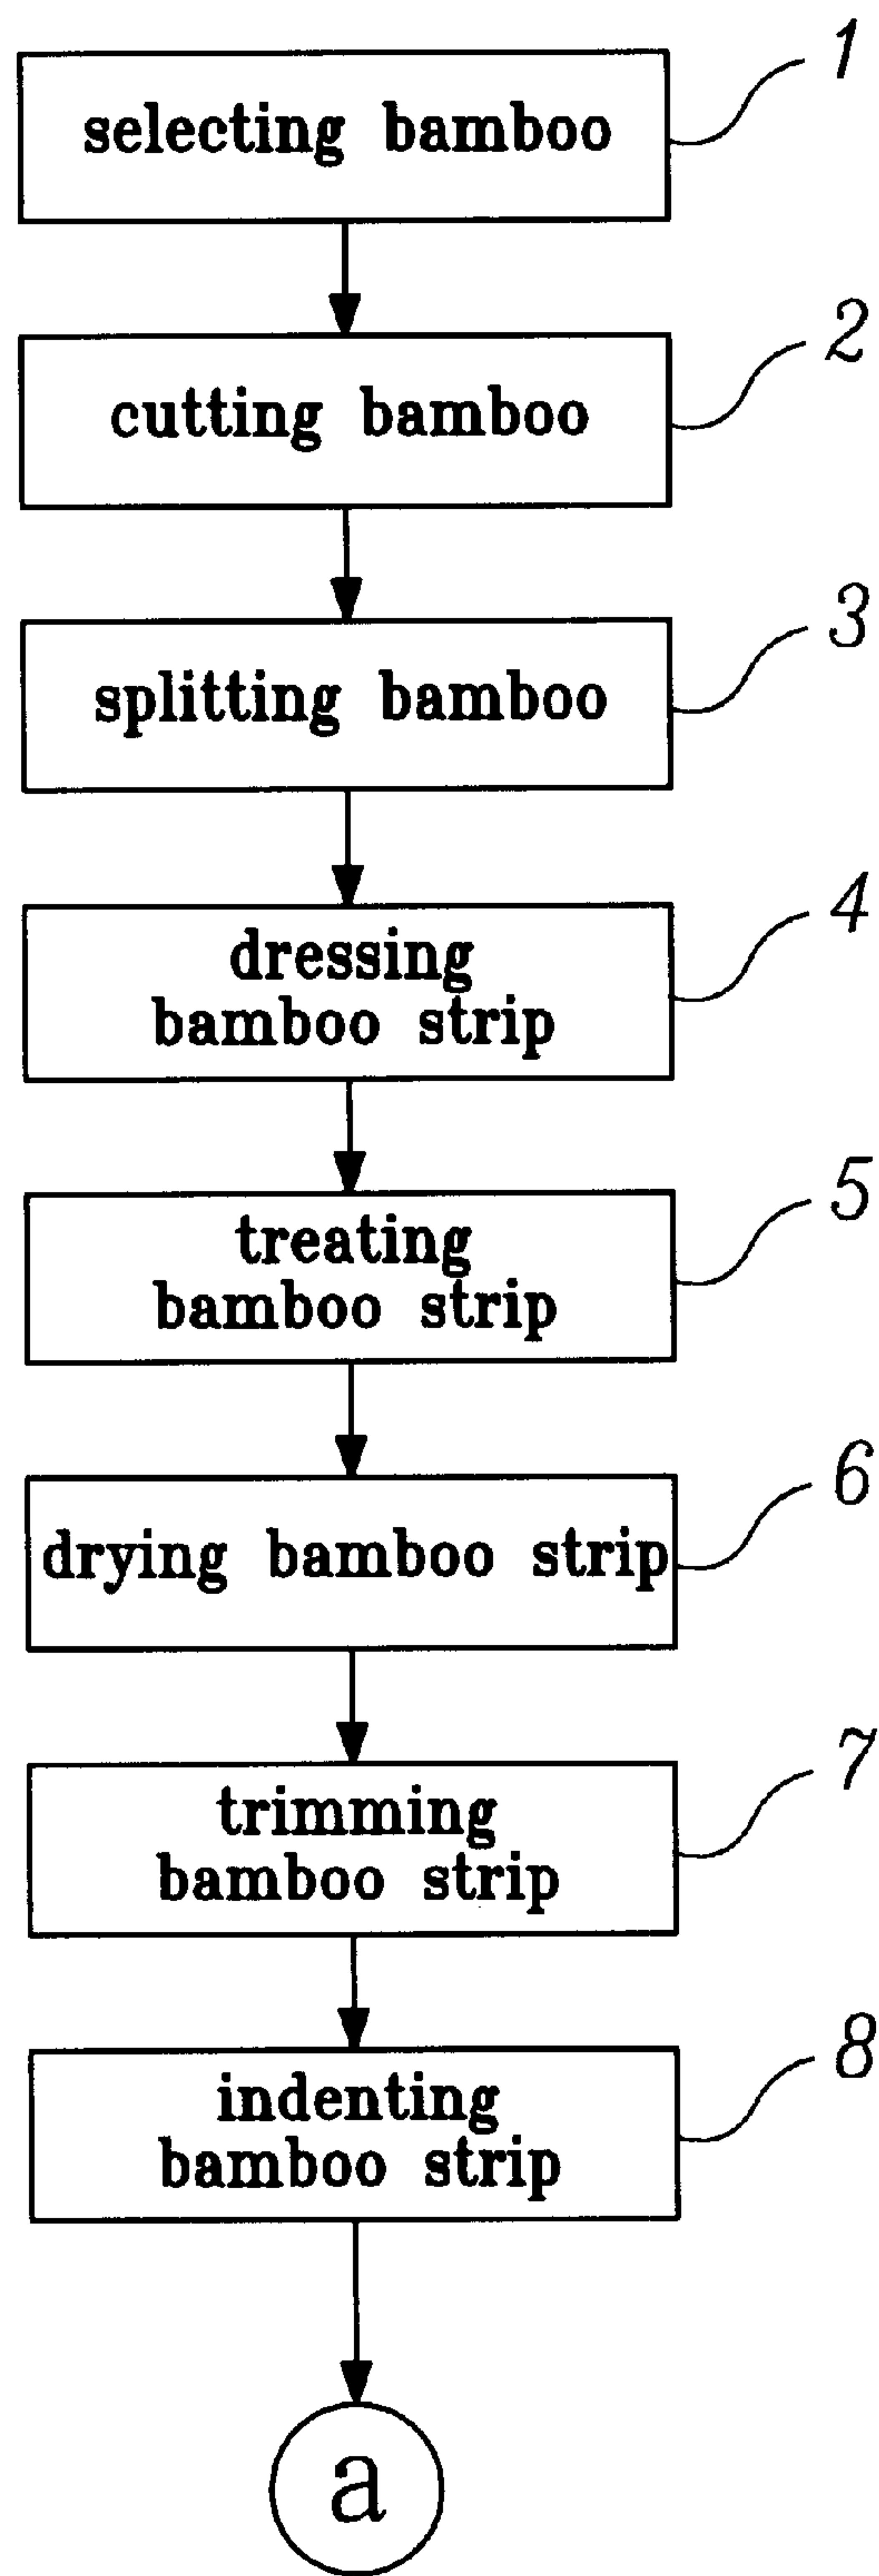 1
selecting bamboo
2
cutting bamboo
3
splitting bamboo
4
dressing
bamboo strip
5
treating
bamboo strip
6
drying bamboo strip
7
trimming
bamboo strip
8
indenting
bamboo strip
a